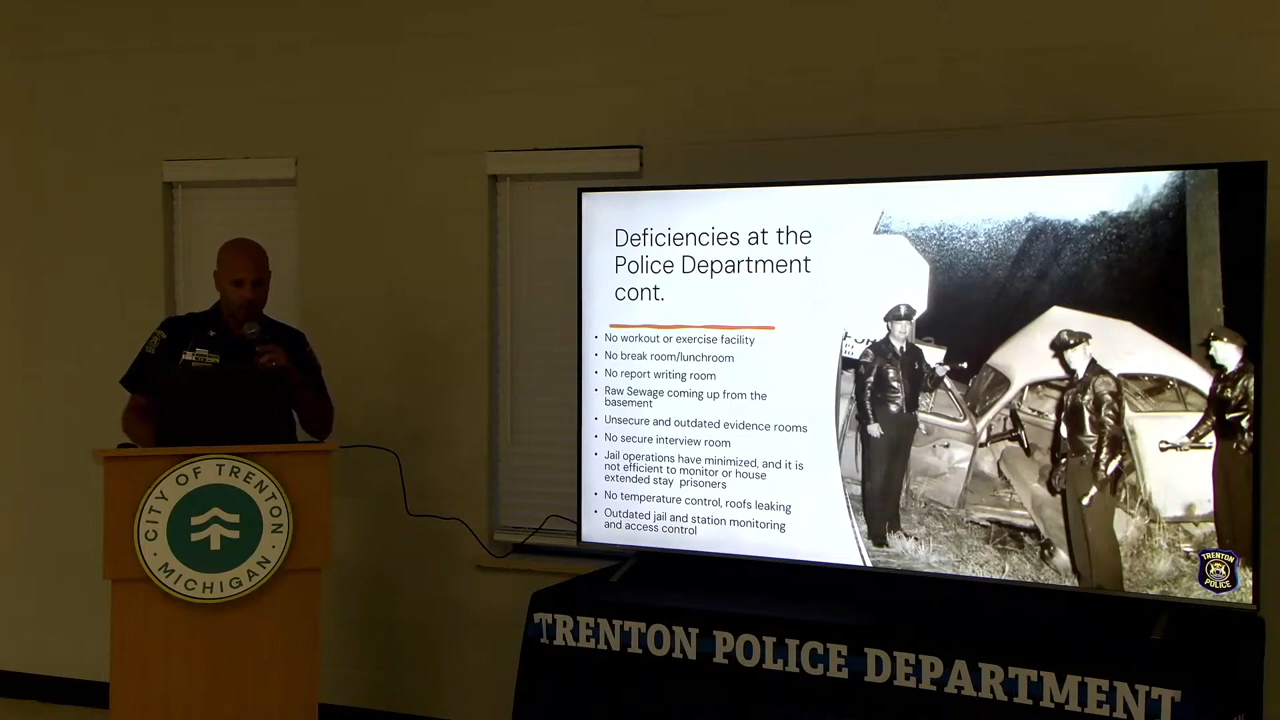 Deficiencies at the
Police Department
cont.
• No workout or exercise facility
• No break room/lunchroom
• No report writing room
• Raw Sewage coming up from the
basement
• Unsecure and outdated evidence rooms
• No secure interview room
• Jail operations have minimized, and it is
not efficient to monitor or house
extended stay prisoners
• No temperature control, roofs leaking
• Outdated jail and station monitoring
and access control
TRENTON
POLICE
CITY OF TRENTON
• MICHIGAN •
TRENTON POLICE DEPARTMENT